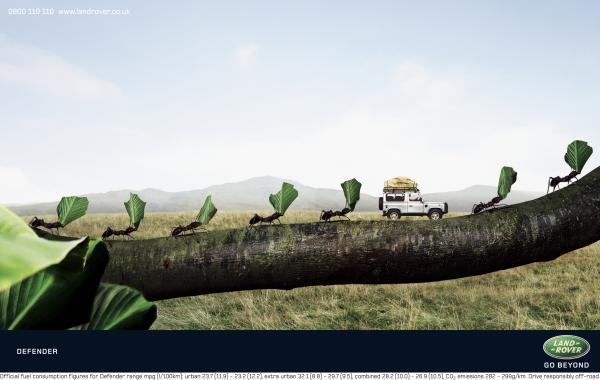 0800 110 110 www.landrover.co.uk
DEFENDER
LAND-
ROVER
GO BEYOND
Official fuel consumption figures for Defender range mpg (l/100km) urban 23.7 (11.9) - 23.2 (12.2), extra urban 32.1 (8.8) - 29.7 (9.5), combined 28.2 (10.0) - 26.9 (10.5), CO₂ emissions 282 - 299g/km. Drive responsibly off-road.